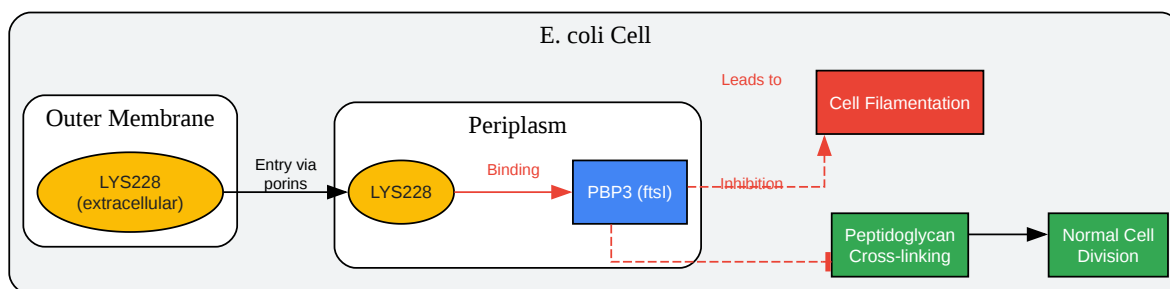 E. coli Cell
Outer Membrane
LYS228
(extracellular)
Entry via
porins
Periplasm
LYS228
Binding
PBP3 (ftsI)
Leads to
Inhibition
Cell Filamentation
Peptidoglycan
Cross-linking
Normal Cell
Division